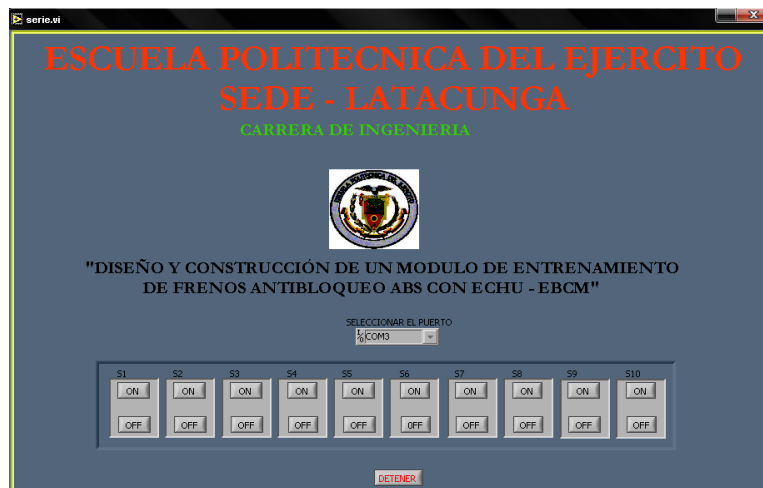 serie.vi
ESCUELA POLITECNICA DEL EJERCITO
SEDE - LATACUNGA
CARRERA DE INGENIERIA
"DISEÑO Y CONSTRUCCIÓN DE UN MODULO DE ENTRENAMIENTO
DE FRENOS ANTIBLOQUEO ABS CON ECHU - EBCM"
SELECCIONAR EL PUERTO
COM3
S1 S2 S3 S4 S5 S6 S7 S8 S9 S10
ON ON ON ON ON ON ON ON ON ON
OFF OFF OFF OFF OFF OFF OFF OFF OFF OFF
DETENER